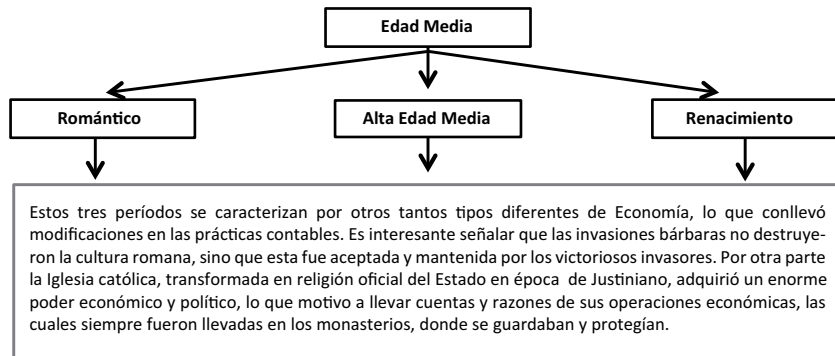 Edad Media
Romántico
Alta Edad Media
Renacimiento
Estos tres períodos se caracterizan por otros tantos tipos diferentes de Economía, lo que conllevó
modificaciones en las prácticas contables. Es interesante señalar que las invasiones bárbaras no destruye-
ron la cultura romana, sino que esta fue aceptada y mantenida por los victoriosos invasores. Por otra parte
la Iglesia católica, transformada en religión oficial del Estado en época de Justiniano, adquirió un enorme
poder económico y político, lo que motivo a llevar cuentas y razones de sus operaciones económicas, las
cuales siempre fueron llevadas en los monasterios, donde se guardaban y protegían.